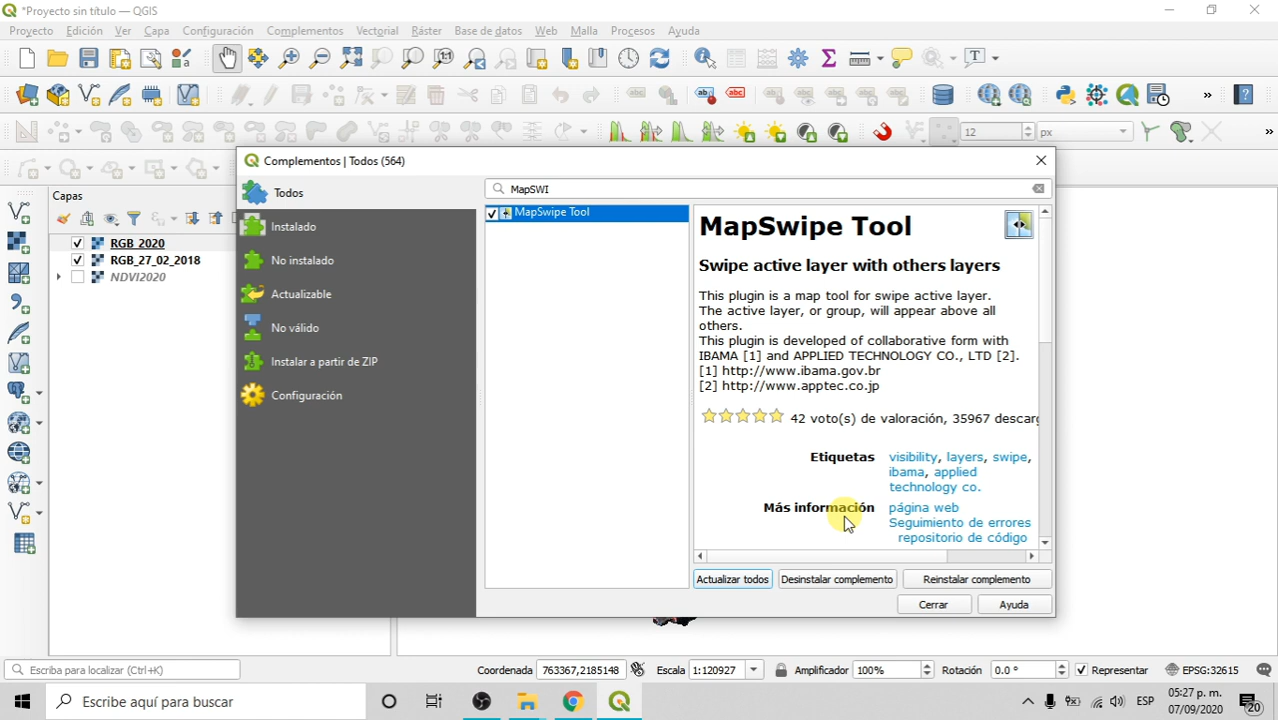 *Proyecto sin título — QGIS
Proyecto Edición Ver Capa Configuración Complementos Vectorial Ráster Base de datos Web Malla Procesos Ayuda
12 px
Complementos | Todos (564)
Capas
RGB_2020
RGB_27_02_2018
NDVI2020
Todos
Instalado
No instalado
Actualizable
No válido
Instalar a partir de ZIP
Configuración
MapSWI
MapSwipe Tool
MapSwipe Tool
Swipe active layer with others layers
This plugin is a map tool for swipe active layer.
The active layer, or group, will appear above all
others.
This plugin is developed of collaborative form with
IBAMA [1] and APPLIED TECHNOLOGY CO., LTD [2].
[1] http://www.ibama.gov.br
[2] http://www.apptec.co.jp
42 voto(s) de valoración, 35967 descarg
Etiquetas visibility, layers, swipe,
ibama, applied
technology co.
Más información página web
Seguimiento de errores
repositorio de código
Actualizar todos Desinstalar complemento Reinstalar complemento
Cerrar Ayuda
Escriba para localizar (Ctrl+K) Coordenada 763367,2185148 Escala 1:120927 Amplificador 100% Rotación 0.0 ° Representar EPSG:32615
Escribe aquí para buscar ESP 05:27 p. m.
07/09/2020 20